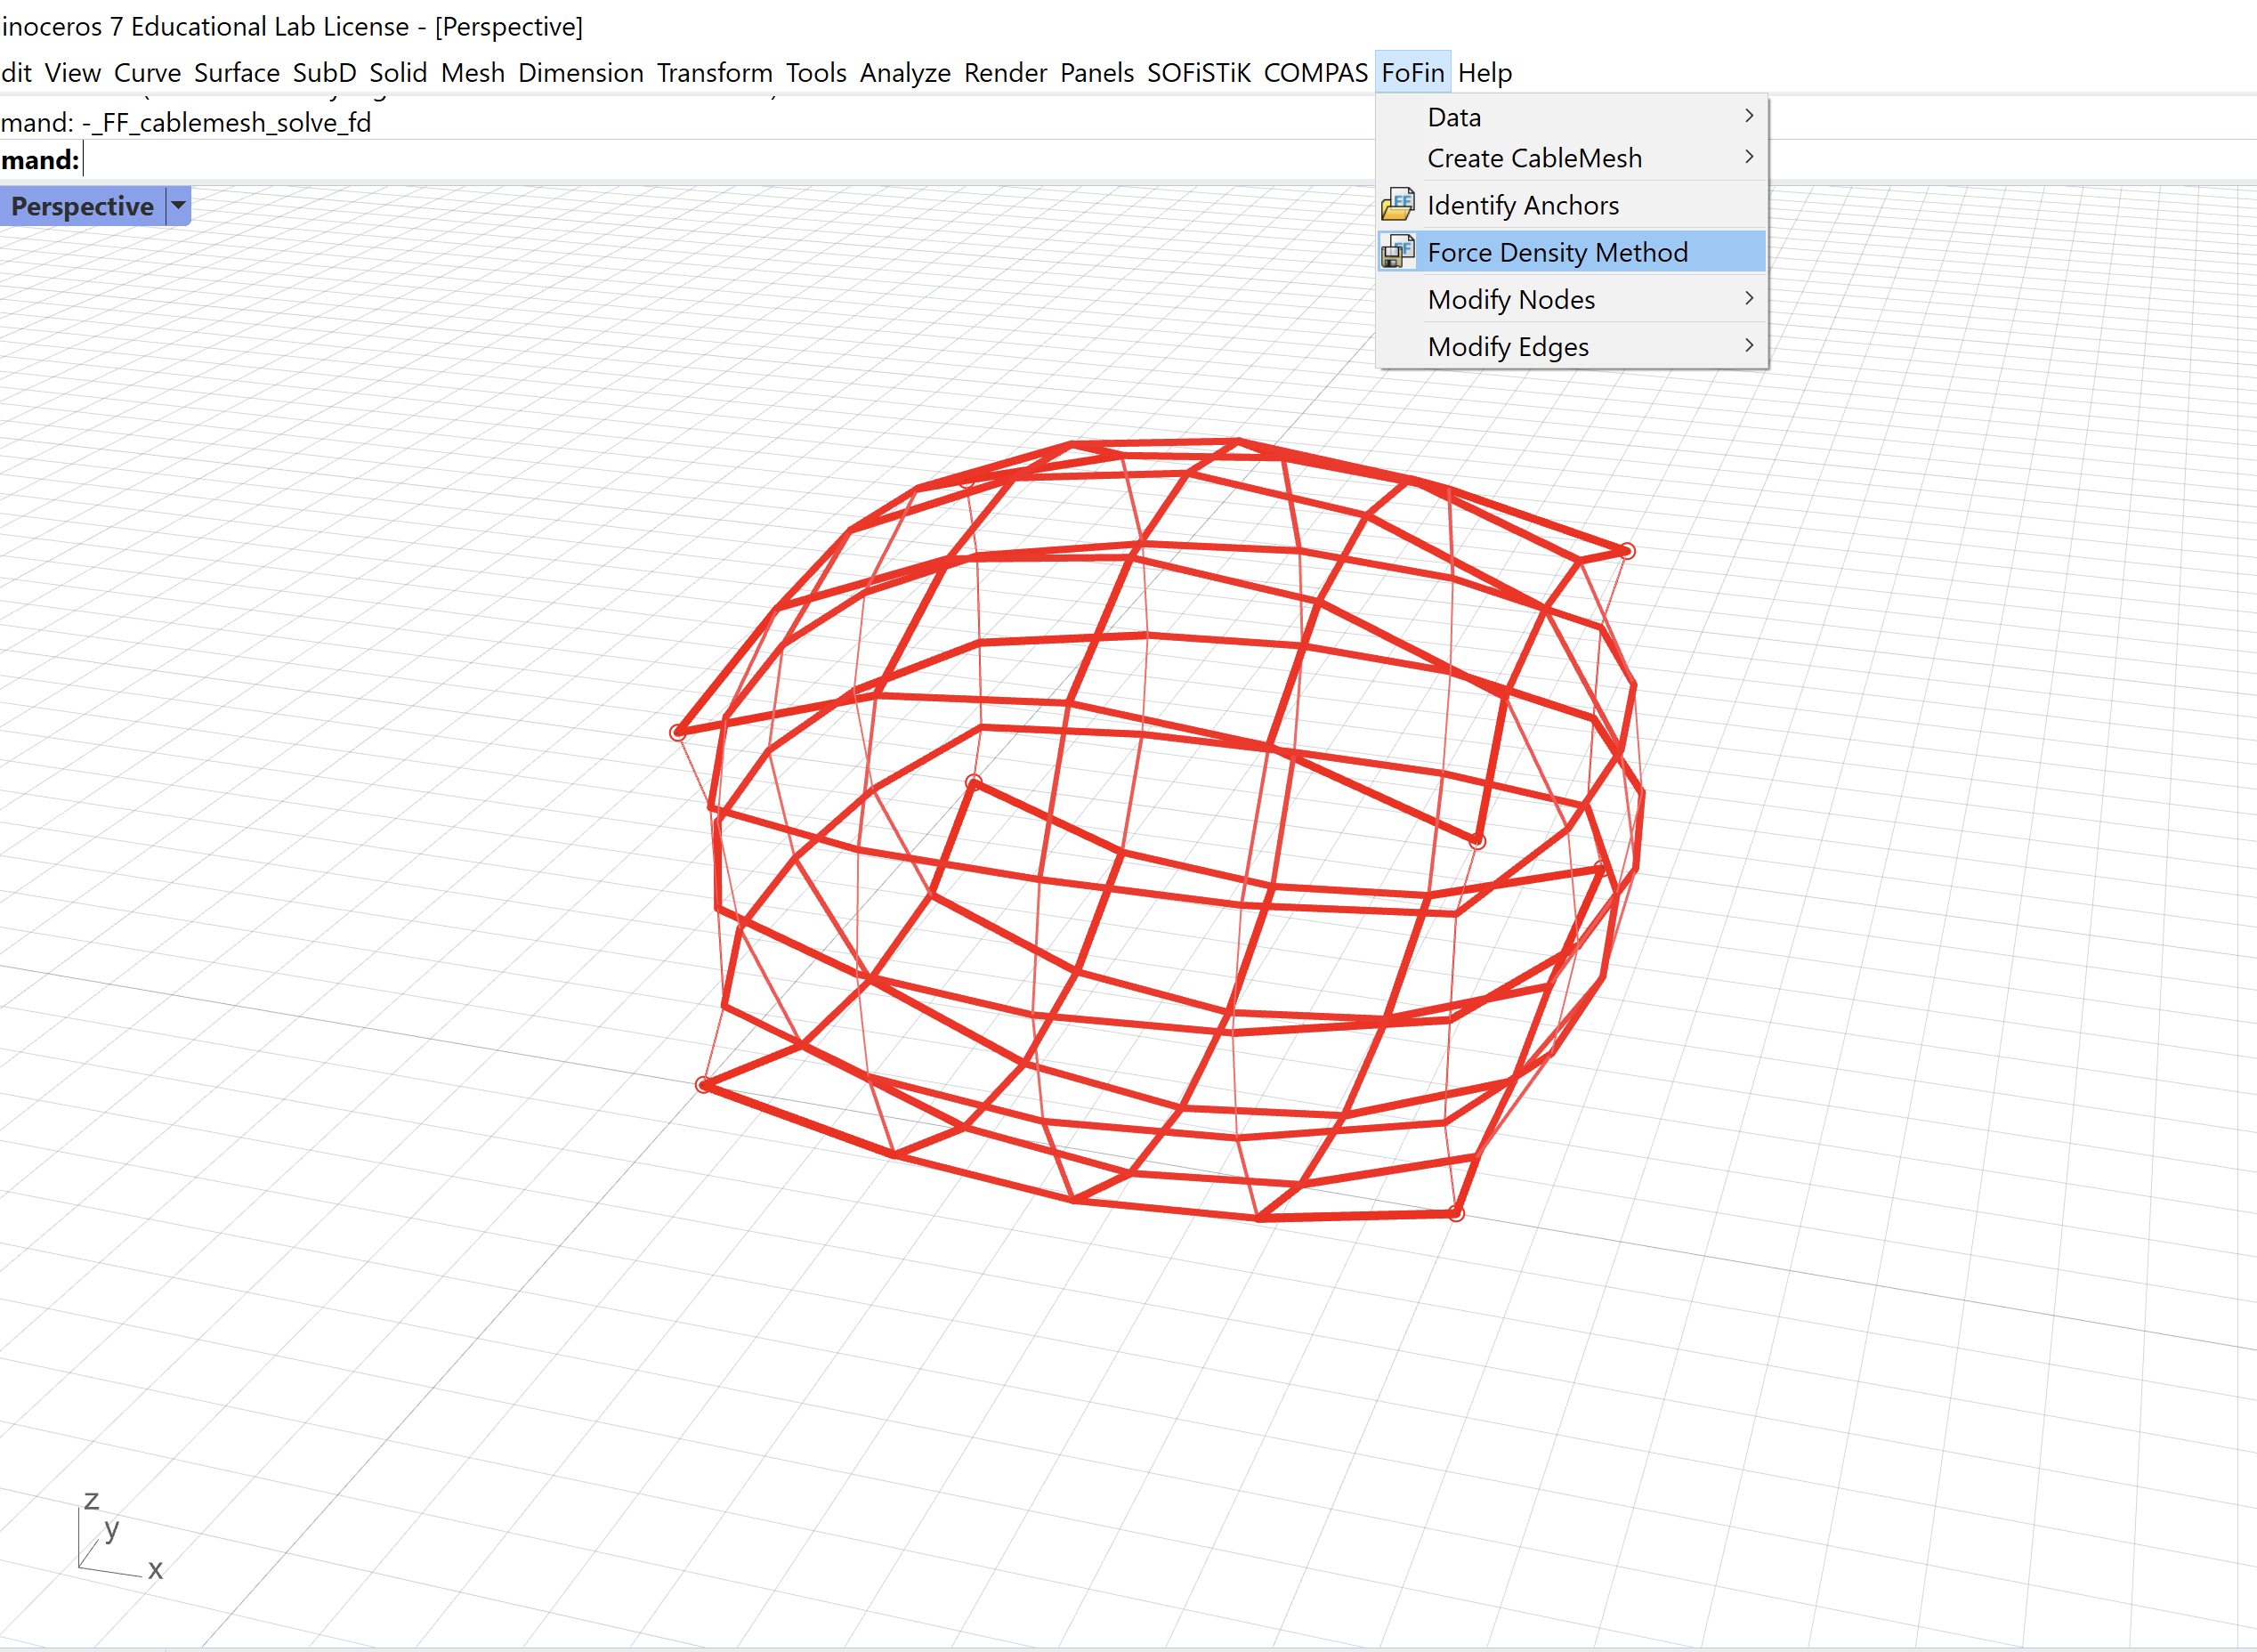 inoceros 7 Educational Lab License - [Perspective]
dit View Curve Surface SubD Solid Mesh Dimension Transform Tools Analyze Render Panels SOFiSTiK COMPAS FoFin Help
mand: -_FF_cablemesh_solve_fd
mand:
Perspective
Data
Create CableMesh
FF Identify Anchors
FF Force Density Method
Modify Nodes
Modify Edges
z
y
x